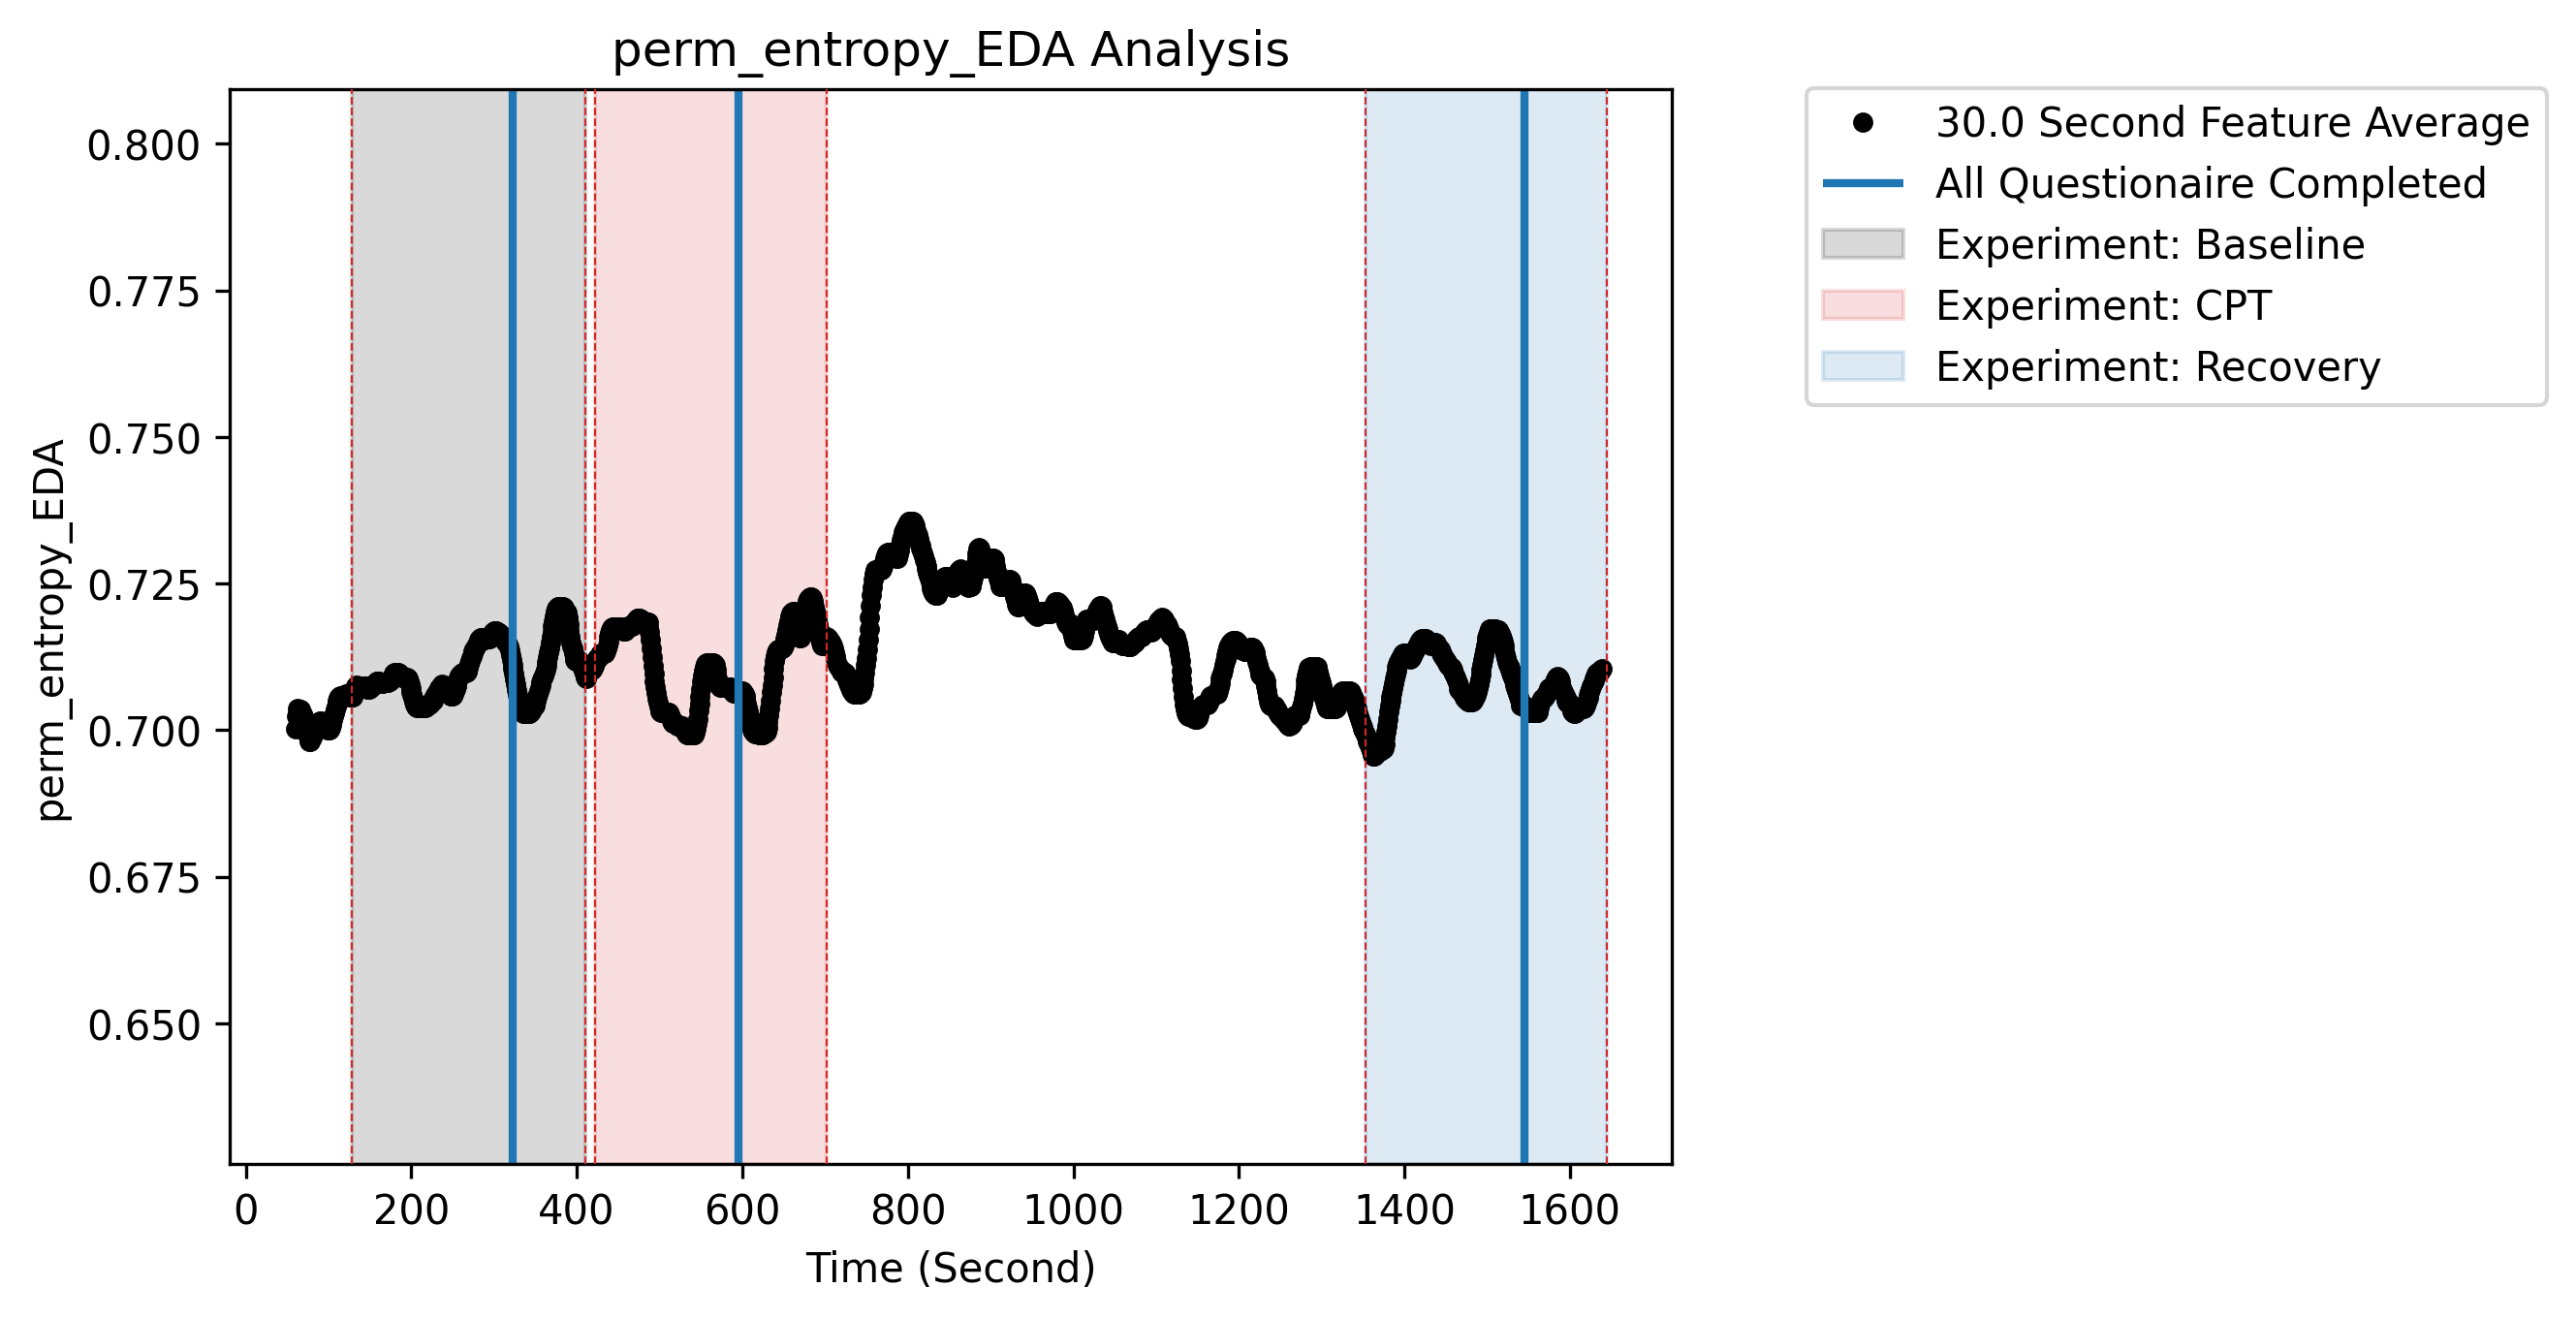 perm_entropy_EDA Analysis
30.0 Second Feature Average
All Questionaire Completed
Experiment: Baseline
Experiment: CPT
Experiment: Recovery
perm_entropy_EDA
0.800
0.775
0.750
0.725
0.700
0.675
0.650
0 200 400 600 800 1000 1200 1400 1600
Time (Second)